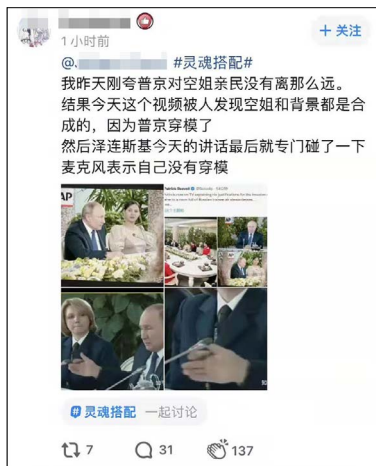 + 关注
1小时前
@. #灵魂搭配#
我昨天刚夸普京对空姐亲民没有离那么远。
结果今天这个视频被人发现空姐和背景都是合
成的，因为普京穿模了
然后泽连斯基今天的讲话最后就专门碰了一下
麦克风表示自己没有穿模
AP
#灵魂搭配 一起讨论
7 31 137